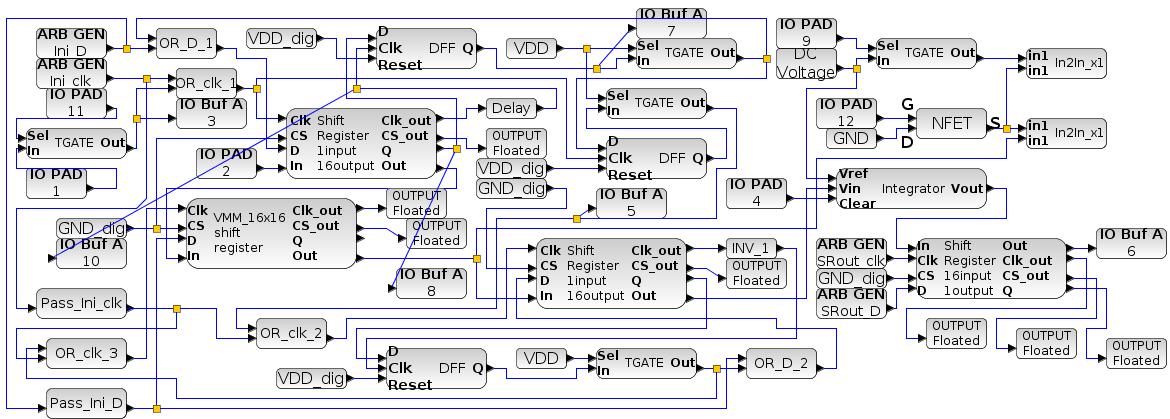 ARB GEN
Ini_D
ARB GEN
Ini_clk
IO PAD
11
Sel
In
TGATE
Out
IO PAD
1
OR_D_1
OR_clk_1
IO Buf A
3
IO PAD
2
VDD_dig
D
Clk
Reset
DFF
Q
Clk
CS
D
In
Shift
Register
1input
16output
Clk_out
CS_out
Q
Out
Delay
OUTPUT
Floated
VDD
IO Buf A
7
Sel
In
TGATE
Out
Sel
In
TGATE
Out
D
Clk
Reset
DFF
Q
VDD_dig
GND_dig
IO PAD
9
DC
Voltage
Sel
In
TGATE
Out
in1
in1
In2In_x1
IO PAD
12
GND
G
D
S
NFET
in1
in1
In2In_x1
GND_dig
IO Buf A
10
Clk
CS
D
In
VMM_16x16
shift
register
Clk_out
CS_out
Q
Out
OUTPUT
Floated
OUTPUT
Floated
IO Buf A
8
IO Buf A
5
IO PAD
4
Vref
Vin
Clear
Integrator
Vout
Clk
CS
D
In
Shift
Register
1input
16output
Clk_out
CS_out
Q
Out
INV_1
OUTPUT
Floated
ARB GEN
SRout_clk
GND_dig
ARB GEN
SRout_D
In
Clk
CS
D
Shift
Register
16input
1output
Out
Clk_out
CS_out
Q
IO Buf A
6
OUTPUT
Floated
OUTPUT
Floated
OUTPUT
Floated
Pass_Ini_clk
OR_clk_3
Pass_Ini_D
OR_clk_2
VDD_dig
D
Clk
Reset
DFF
Q
VDD
Sel
In
TGATE
Out
OR_D_2